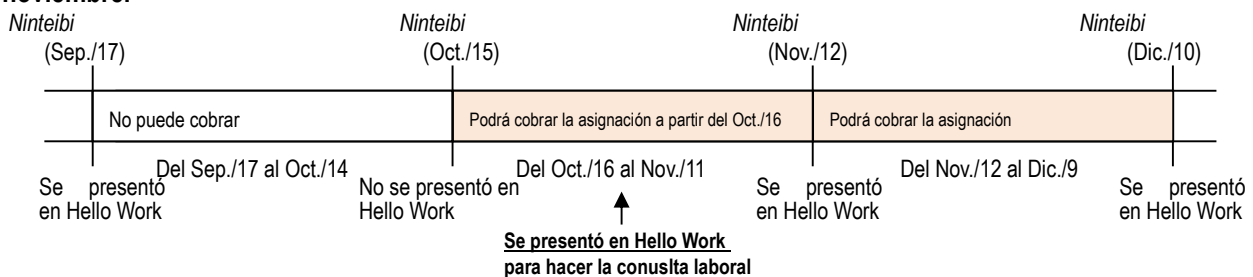 noviembre.
Ninteibi Ninteibi Ninteibi Ninteibi
(Sep./17) (Oct./15) (Nov./12) (Dic./10)
No puede cobrar Podrá cobrar la asignación a partir del Oct./16 Podrá cobrar la asignación
Del Sep./17 al Oct./14 Del Oct./16 al Nov./11 Del Nov./12 al Dic./9
Se presentó No se presentó en Se presentó Se presentó
en Hello Work Hello Work en Hello Work en Hello Work
Se presentó en Hello Work
para hacer la conuslta laboral